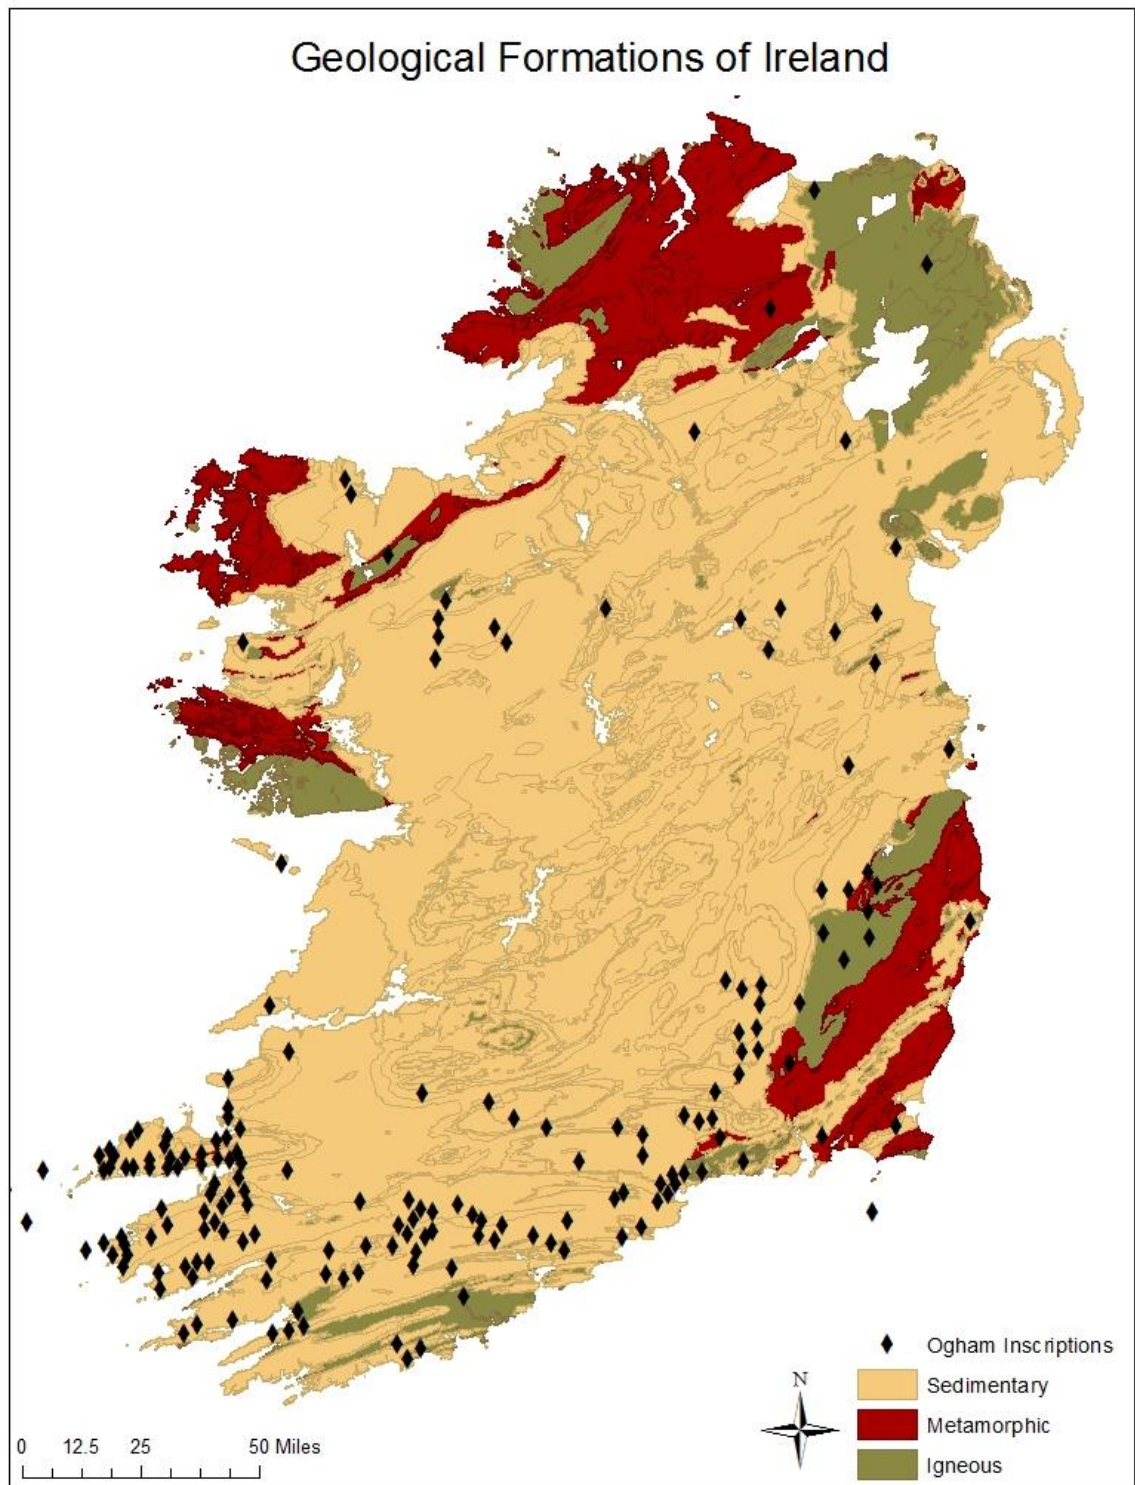 Geological Formations of Ireland
Ogham Inscriptions
Sedimentary
Metamorphic
Igneous
N
0 12.5 25 50 Miles